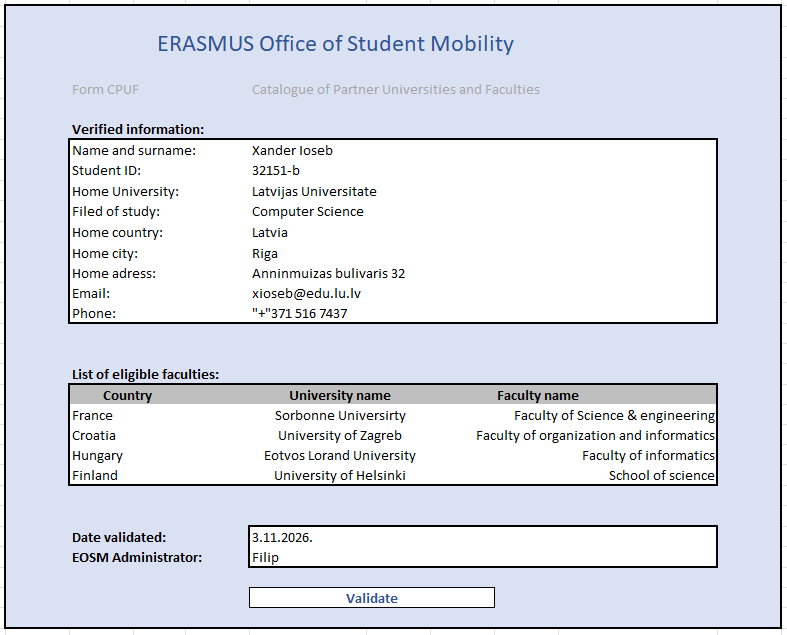 ERASMUS Office of Student Mobility
Form CPUF Catalogue of Partner Universities and Faculties
Verified information:
Name and surname: Xander Ioseb
Student ID: 32151-b
Home University: Latvijas Universitate
Filed of study: Computer Science
Home country: Latvia
Home city: Riga
Home adress: Anninmuizas bulivaris 32
Email: xioseb@edu.lu.lv
Phone: "+"371 516 7437
List of eligible faculties:
Country University name Faculty name
France Sorbonne Universirty Faculty of Science & engineering
Croatia University of Zagreb Faculty of organization and informatics
Hungary Eotvos Lorand University Faculty of informatics
Finland University of Helsinki School of science
Date validated: 3.11.2026.
EOSM Administrator: Filip
Validate